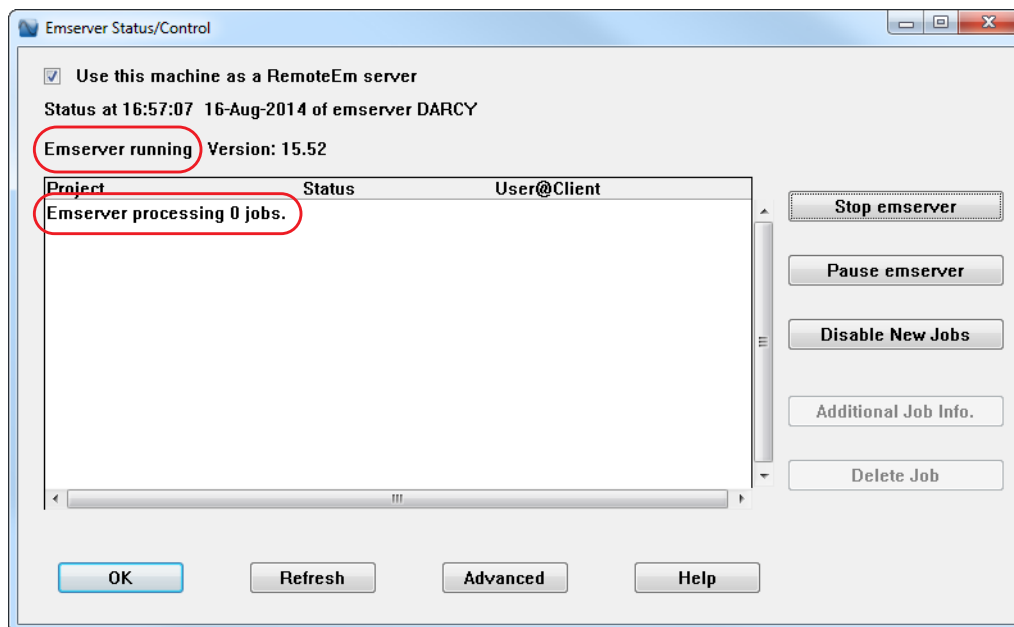 Emserver Status/Control
Use this machine as a RemoteEm server
Status at 16:57:07 16-Aug-2014 of emserver DARCY
Emserver running Version: 15.52
Project Status User@Client
Emserver processing 0 jobs.
Stop emserver
Pause emserver
Disable New Jobs
Additional Job Info.
Delete Job
OK Refresh Advanced Help